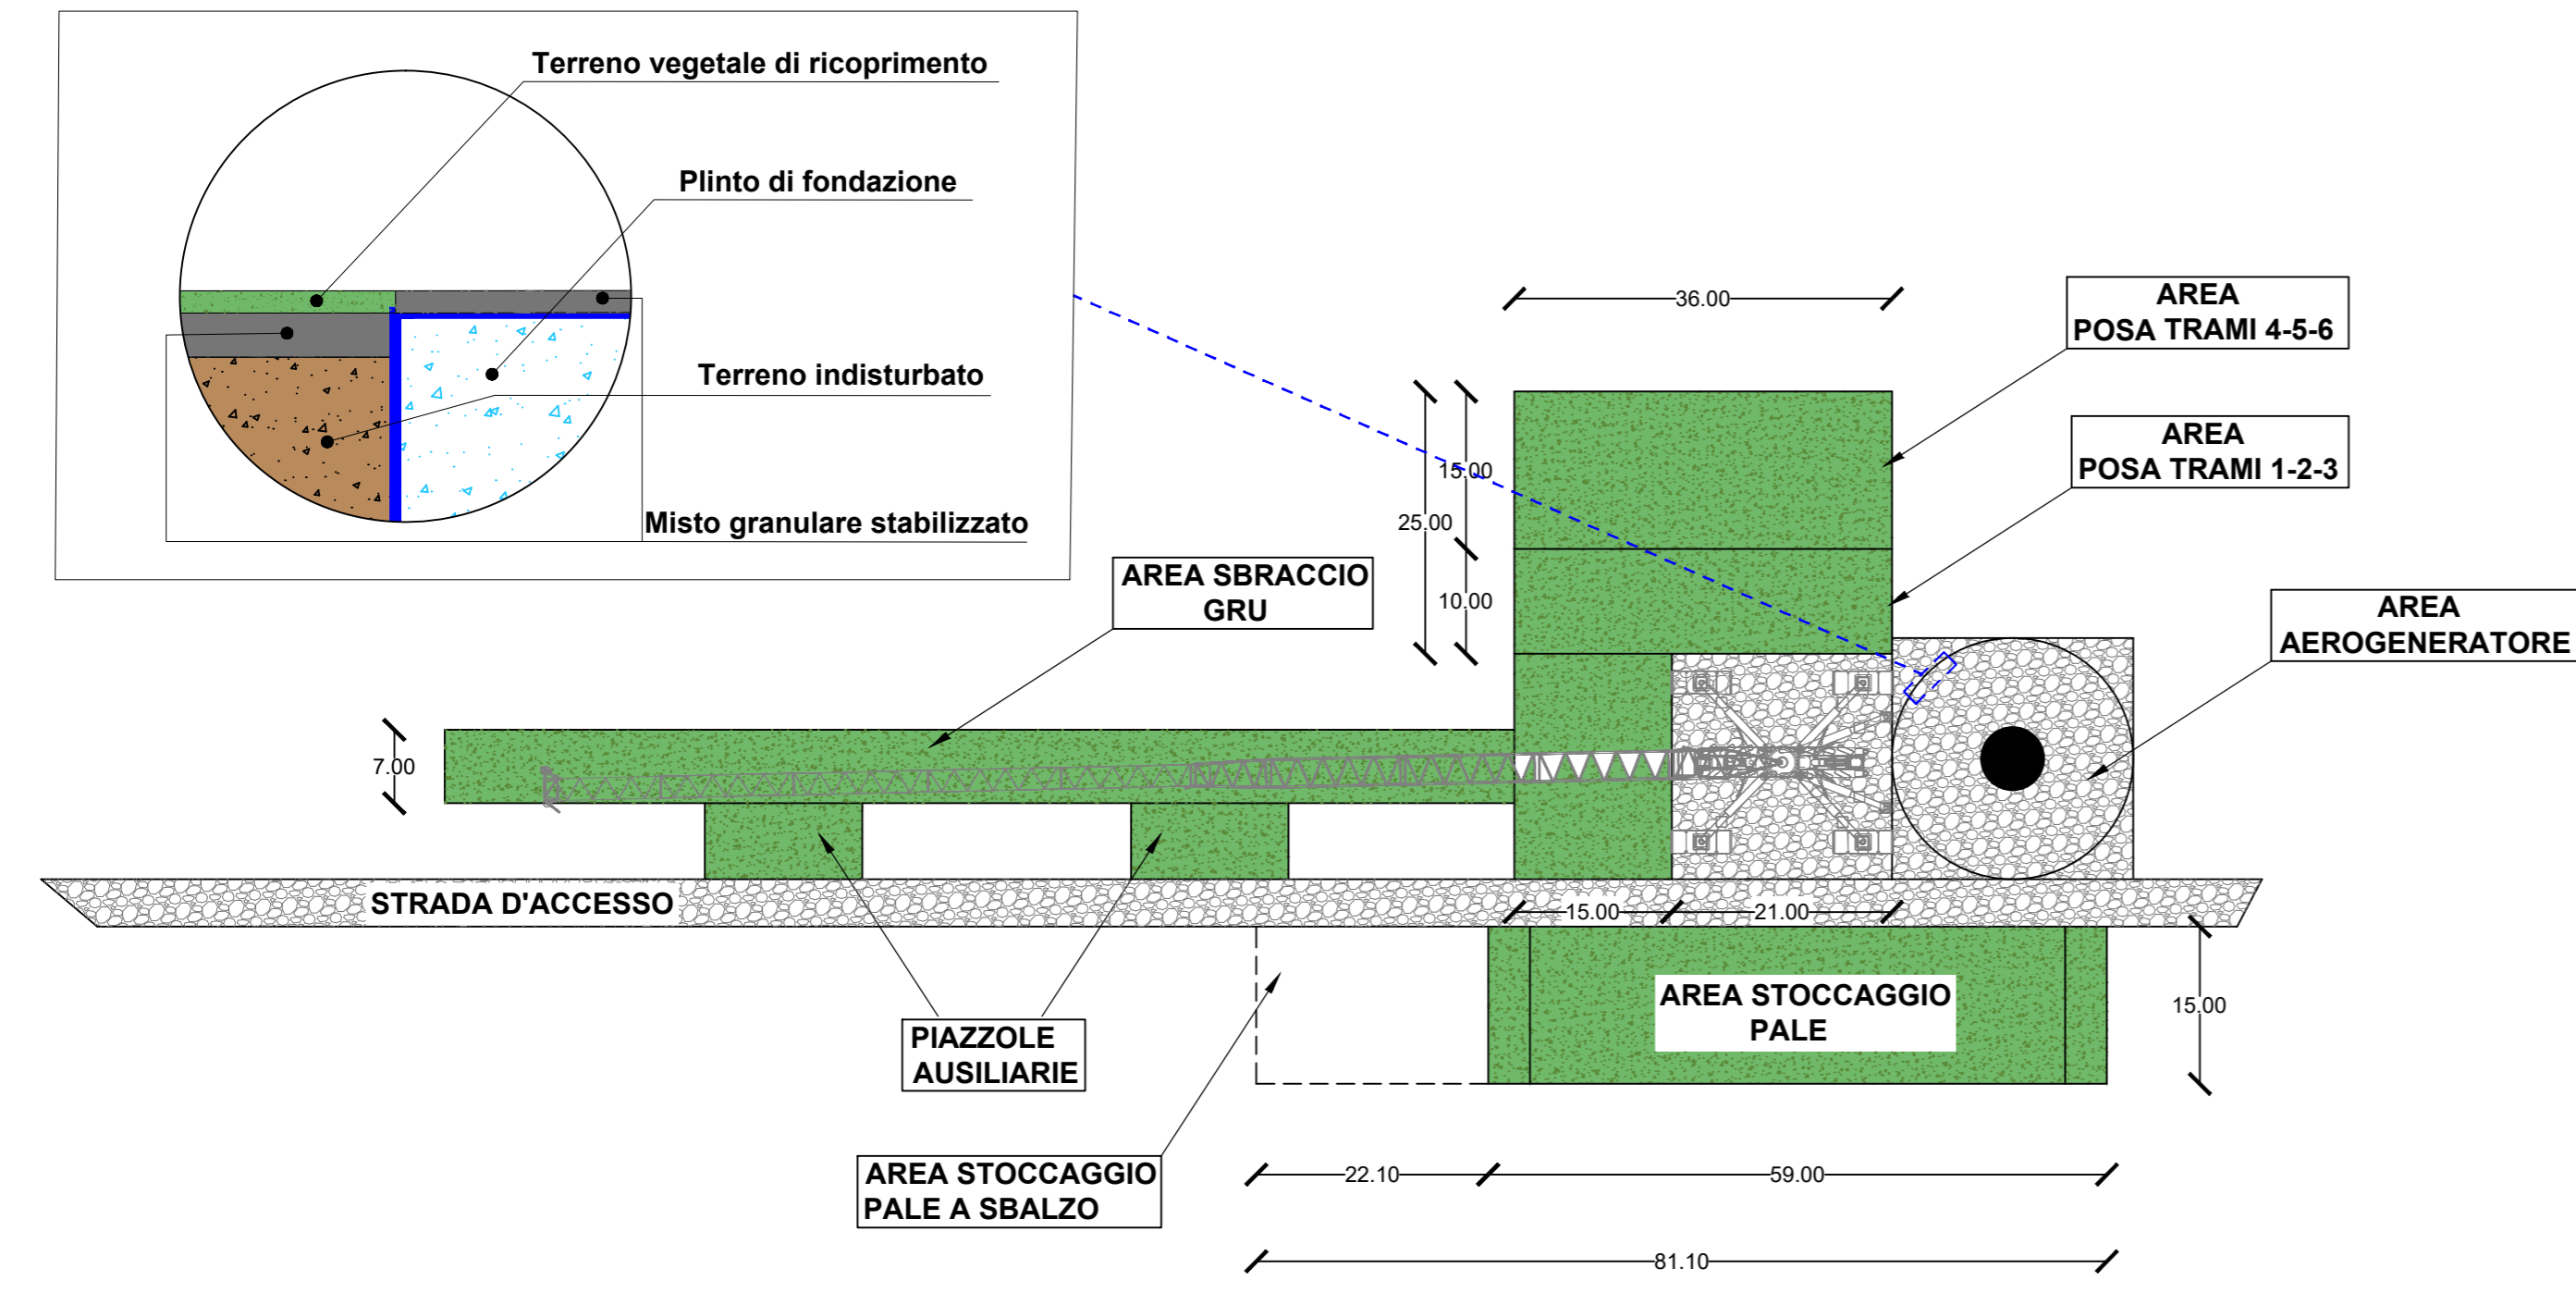 Terreno vegetale di ricoprimento
Plinto di fondazione
Terreno indisturbato
Misto granulare stabilizzato
36.00
AREA
POSA TRAMI 4-5-6
AREA
POSA TRAMI 1-2-3
15.00
25.00
10.00
AREA SBRACCIO
GRU
AREA
AEROGENERATORE
7.00
STRADA D'ACCESSO
15.00
21.00
AREA STOCCAGGIO
PALE
15.00
PIAZZOLE
AUSILIARIE
AREA STOCCAGGIO
PALE A SBALZO
22.10
59.00
81.10